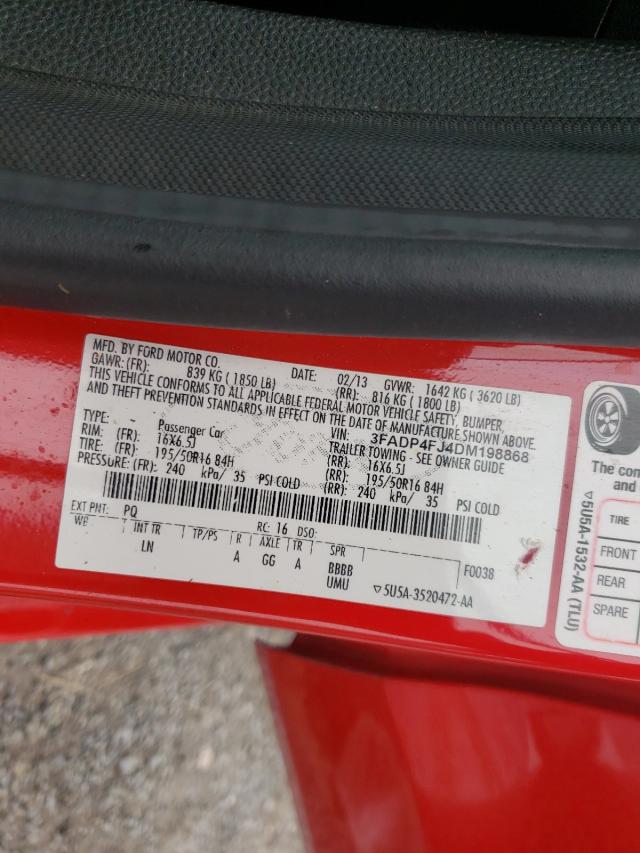 MFD. BY FORD MOTOR CO.
DATE: 02/13 GVWR: 1642 KG ( 3620 LB)
GAWR: (FR): 839 KG ( 1850 LB) (RR): 816 KG ( 1800 LB)
THIS VEHICLE CONFORMS TO ALL APPLICABLE FEDERAL MOTOR VEHICLE SAFETY, BUMPER,
AND THEFT PREVENTION STANDARDS IN EFFECT ON THE DATE OF MANUFACTURE SHOWN ABOVE.
VIN: 3FADP4FJ4DM198868
TYPE: - Passenger Car TRAILER TOWING - SEE OWNER GUIDE
RIM: (FR): 16X6.5J (RR): 16X6.5J
TIRE: (FR): 195/50R16 84H (RR): 195/50R16 84H
PRESSURE: (FR): 240 kPa/ 35 PSI COLD (RR): 240 kPa/ 35 PSI COLD
EXT PNT: PQ RC: 16 DSO:
WB INT TR TP/PS R AXLE TR SPR F0038
LN A GG A BBBB
UMU ▽5U5A-3520472-AA
The con
and
▽5U5A-1532-AA (TLU)
TIRE
FRONT
REAR
SPARE